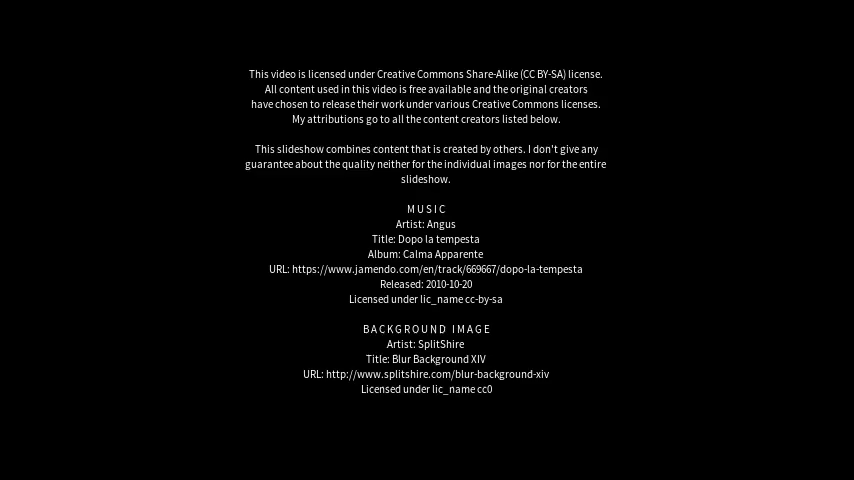 This video is licensed under Creative Commons Share-Alike (CC BY-SA) license.
All content used in this video is free available and the original creators
have chosen to release their work under various Creative Commons licenses.
My attributions go to all the content creators listed below.
This slideshow combines content that is created by others. I don't give any
guarantee about the quality neither for the individual images nor for the entire
slideshow.
MUSIC
Artist: Angus
Title: Dopo la tempesta
Album: Calma Apparente
URL: https://www.jamendo.com/en/track/669667/dopo-la-tempesta
Released: 2010-10-20
Licensed under lic_name cc-by-sa
BACKGROUND IMAGE
Artist: SplitShire
Title: Blur Background XIV
URL: http://www.splitshire.com/blur-background-xiv
Licensed under lic_name cc0